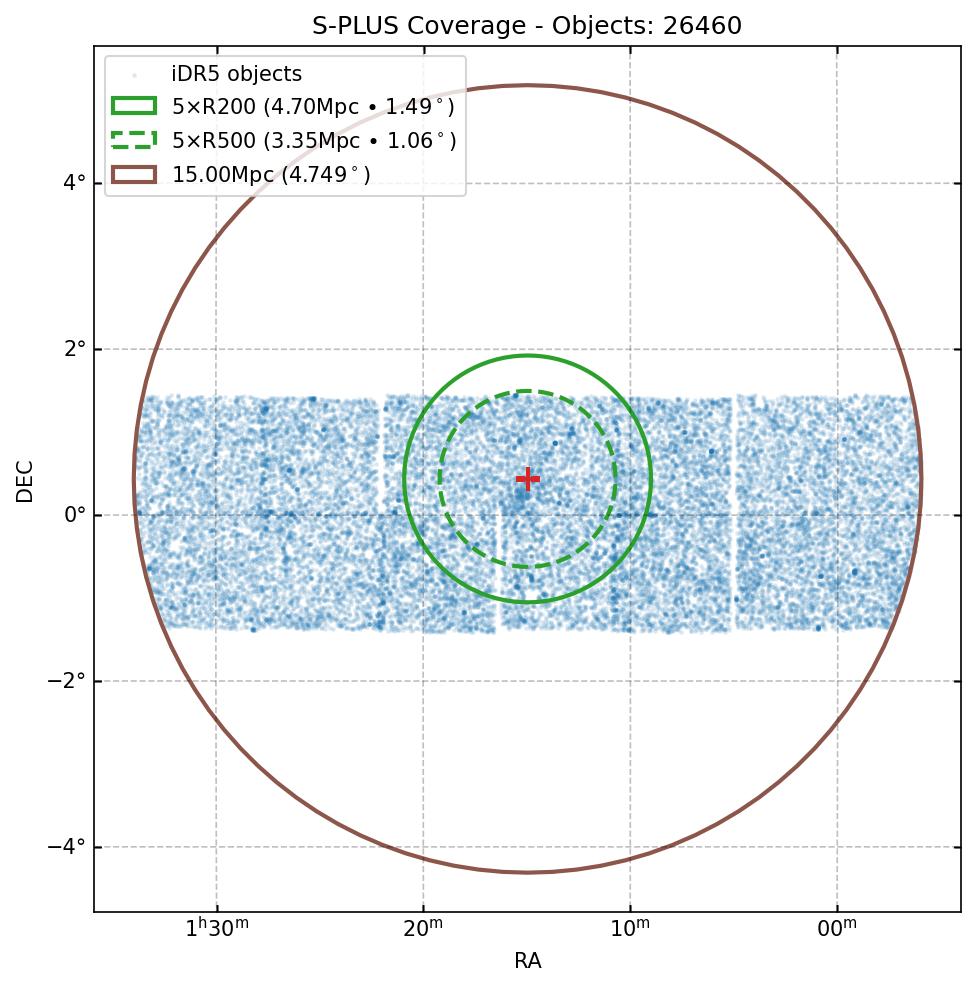 S-PLUS Coverage - Objects: 26460
iDR5 objects
5×R200 (4.70Mpc • 1.49°)
5×R500 (3.35Mpc • 1.06°)
15.00Mpc (4.749°)
4°
2°
0°
−2°
−4°
DEC
1ʰ30ᵐ 20ᵐ 10ᵐ 00ᵐ
RA